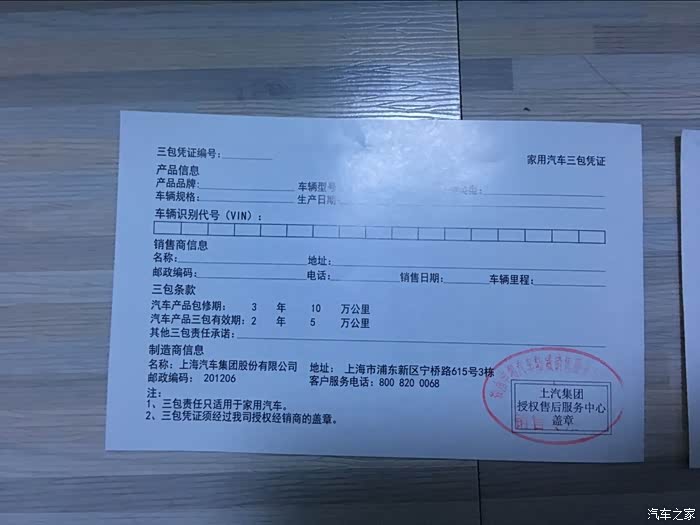 三包凭证编号:
家用汽车三包凭证
产品信息
产品品牌: 车辆型号
车辆规格: 生产日期
车辆识别代号（VIN）:
销售商信息
名称: 地址:
邮政编码: 电话: 销售日期: 车辆里程:
三包条款
汽车产品包修期: 3 年 10 万公里
汽车产品三包有效期: 2 年 5 万公里
其他三包责任承诺:
制造商信息
名称: 上海汽车集团股份有限公司 地址: 上海市浦东新区宁桥路615号3栋
邮政编码: 201206 客户服务电话: 800 820 0068
注:
1、三包责任只适用于家用汽车。
2、三包凭证须经过我司授权经销商的盖章。
上汽集团
授权售后服务中心
盖章
汽车之家